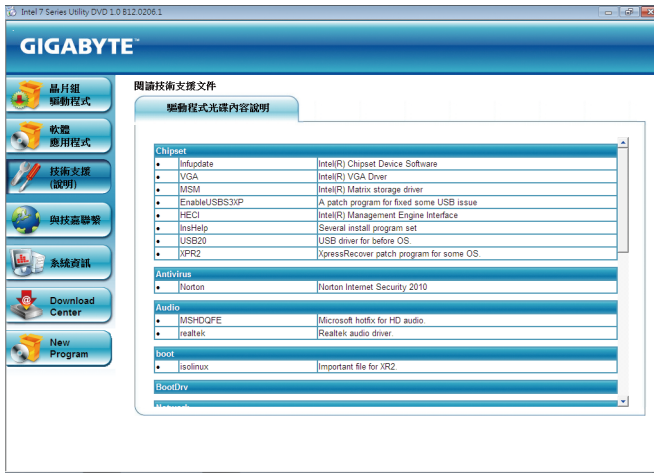 Intel 7 Series Utility DVD 1.0 B12.0206.1
GIGABYTE™
晶片組
驅動程式
軟體
應用程式
技術支援
(說明)
與技嘉聯繫
系統資訊
Download
Center
New
Program
閱讀技術支援文件
驅動程式光碟內容說明
Chipset
• Infupdate Intel(R) Chipset Device Software
• VGA Intel(R) VGA Drver
• MSM Intel(R) Matrix storage driver
• EnableUSBS3XP A patch program for fixed some USB issue
• HECI Intel(R) Management Engine Interface
• InsHelp Several install program set
• USB20 USB driver for before OS.
• XPR2 XpressRecover patch program for some OS.
Antivirus
• Norton Norton Internet Security 2010
Audio
• MSHDQFE Microsoft hotfix for HD audio.
• realtek Realtek audio driver.
boot
• isolinux Important file for XR2.
BootDrv
Network